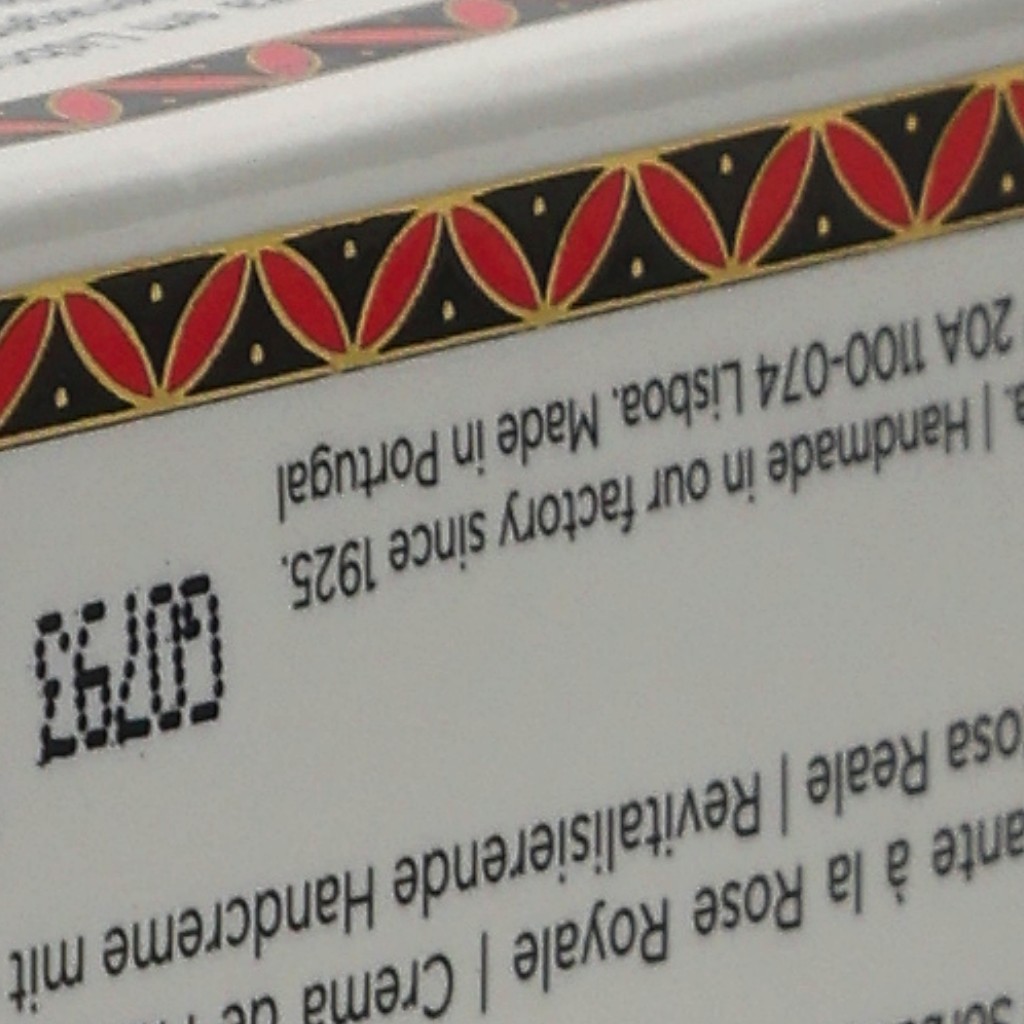 ante à la Rose Royale | Crema de
osa Reale | Revitalisierende Handcreme mit
a. | Handmade in our factory since 1925.
20A 1100-074 Lisboa. Made in Portugal